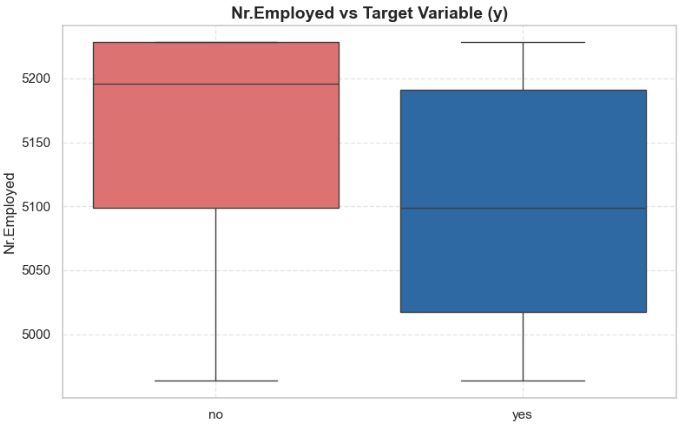 Nr.Employed vs Target Variable (y)
Nr.Employed
5200
5150
5100
5050
5000
no
yes